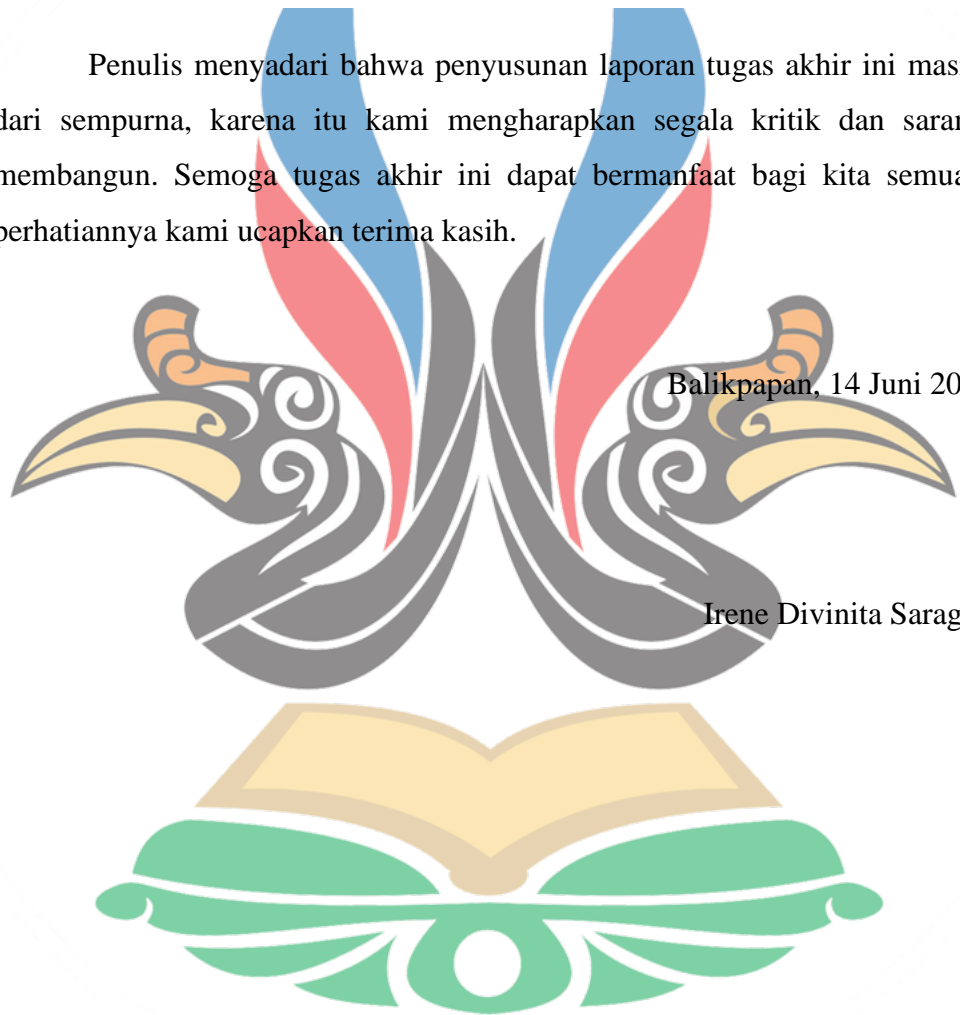 Penulis menyadari bahwa penyusunan laporan tugas akhir ini
dari sempurna, karena itu kami mengharapkan segala kritik dan saran
membangun. Semoga tugas akhir ini dapat bermanfaat bagi kita semua
perhatiannya kami ucapkan terima kasih.
Balikpapan, 14 Juni 20
Irene Divinita Sarag